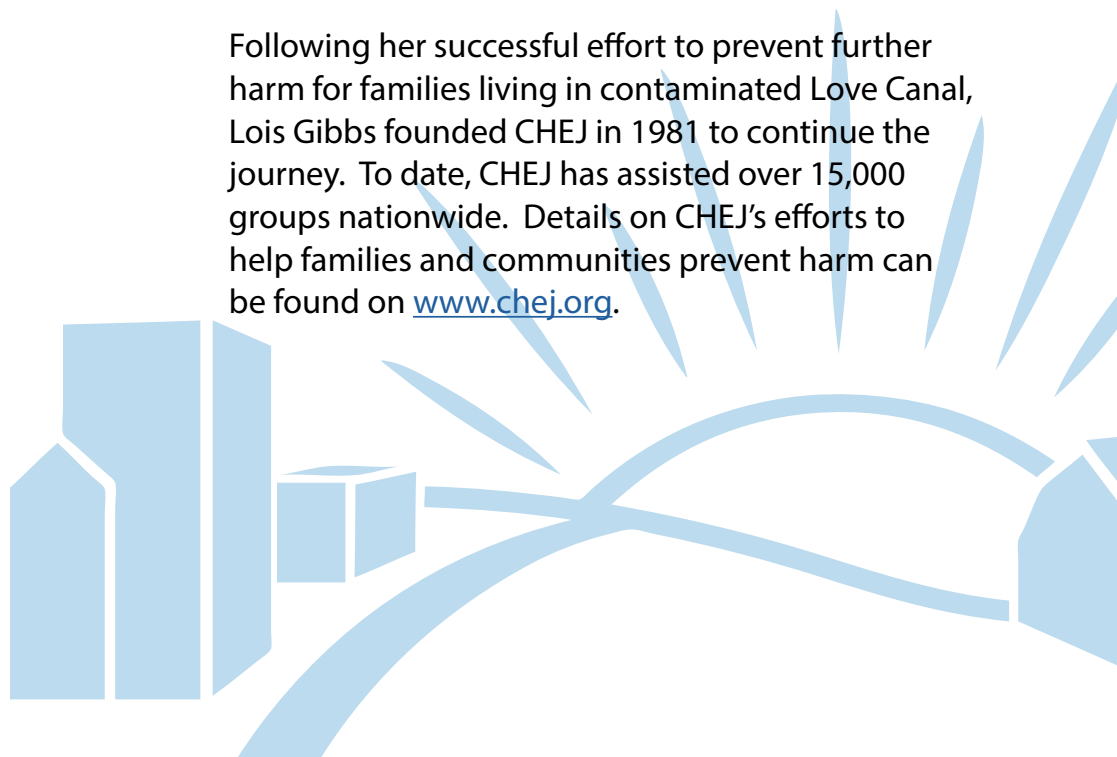 Following her successful effort to prevent further
harm for families living in contaminated Love Canal,
Lois Gibbs founded CHEJ in 1981 to continue the
journey.  To date, CHEJ has assisted over 15,000
groups nationwide.  Details on CHEJ’s efforts to
help families and communities prevent harm can
be found on www.chej.org.